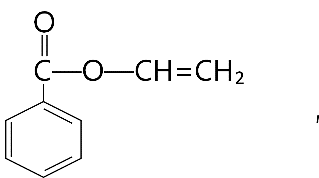 O
C—O—CH=CH₂
,